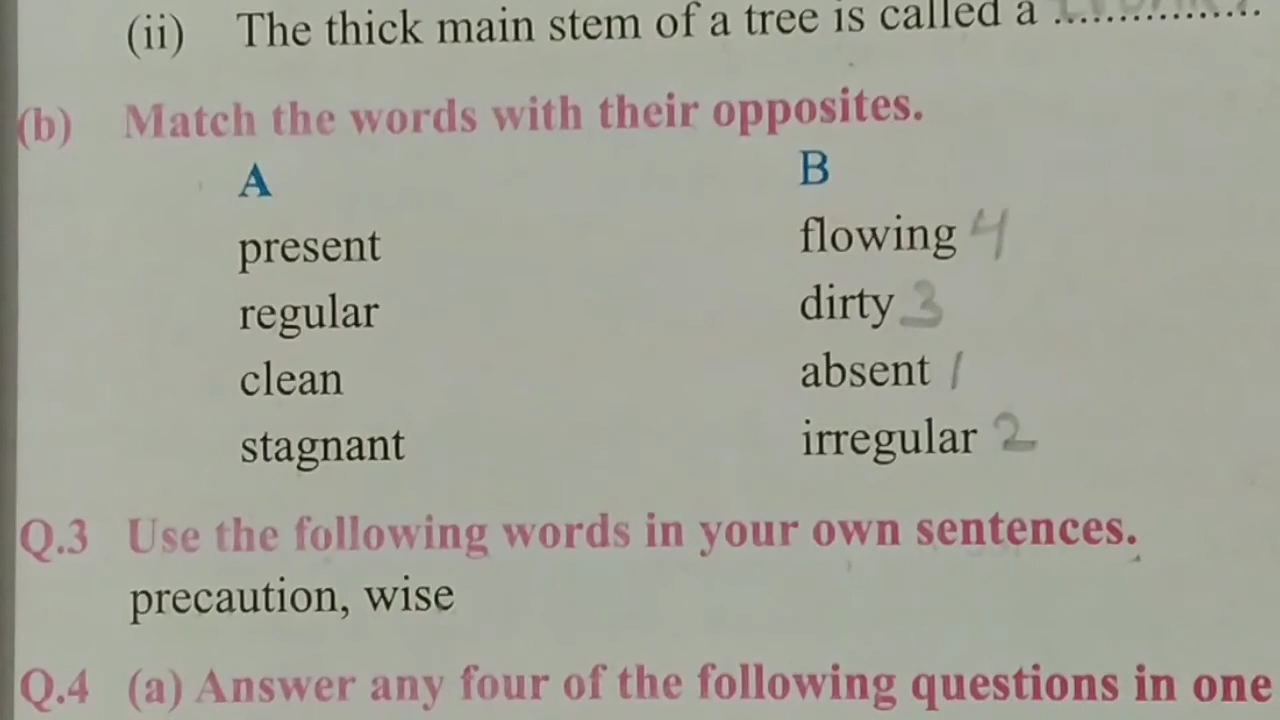 (ii) The thick main stem of a tree is called a ...............
(b) Match the words with their opposites.
A B
present flowing 4
regular dirty 3
clean absent 1
stagnant irregular 2
Q.3 Use the following words in your own sentences.
precaution, wise
Q.4 (a) Answer any four of the following questions in one